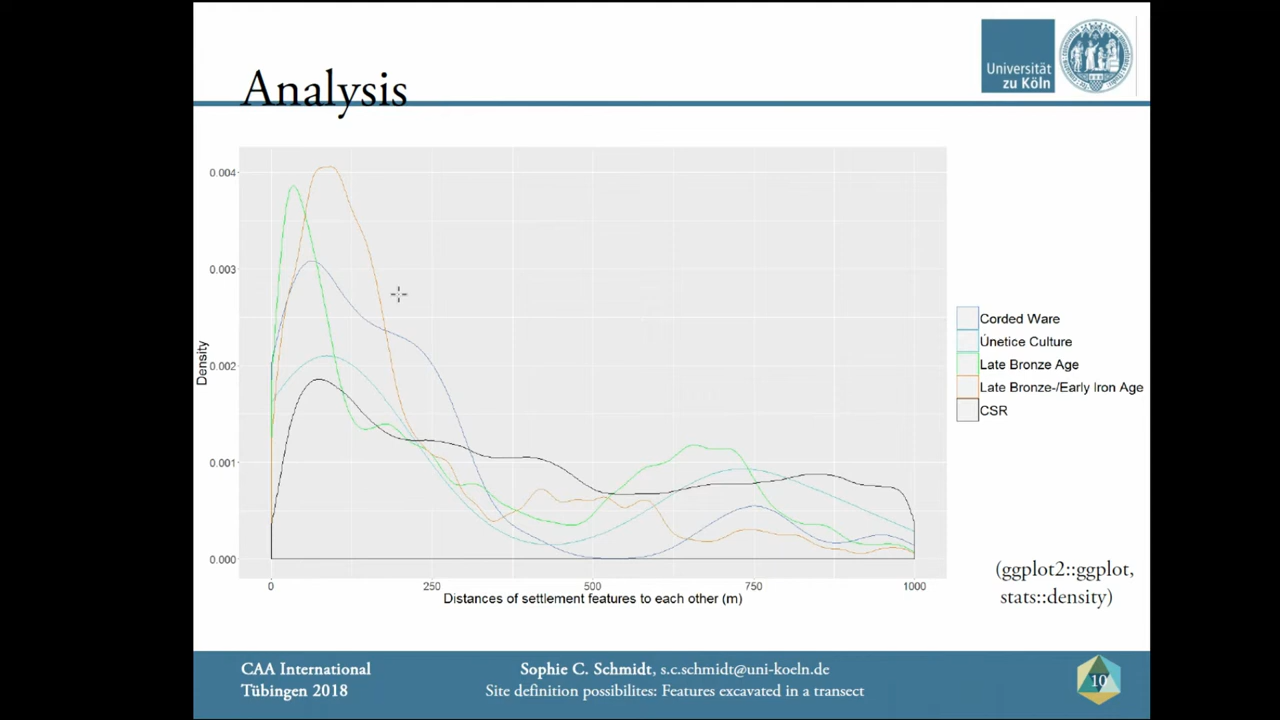 Analysis
Universität
zu Köln
0.004
0.003
0.002
0.001
0.000
Density
0
250
500
750
1000
Distances of settlement features to each other (m)
Corded Ware
Únetice Culture
Late Bronze Age
Late Bronze-/Early Iron Age
CSR
(ggplot2::ggplot,
stats::density)
CAA International
Tübingen 2018
Sophie C. Schmidt, s.c.schmidt@uni-koeln.de
Site definition possibilites: Features excavated in a transect
10